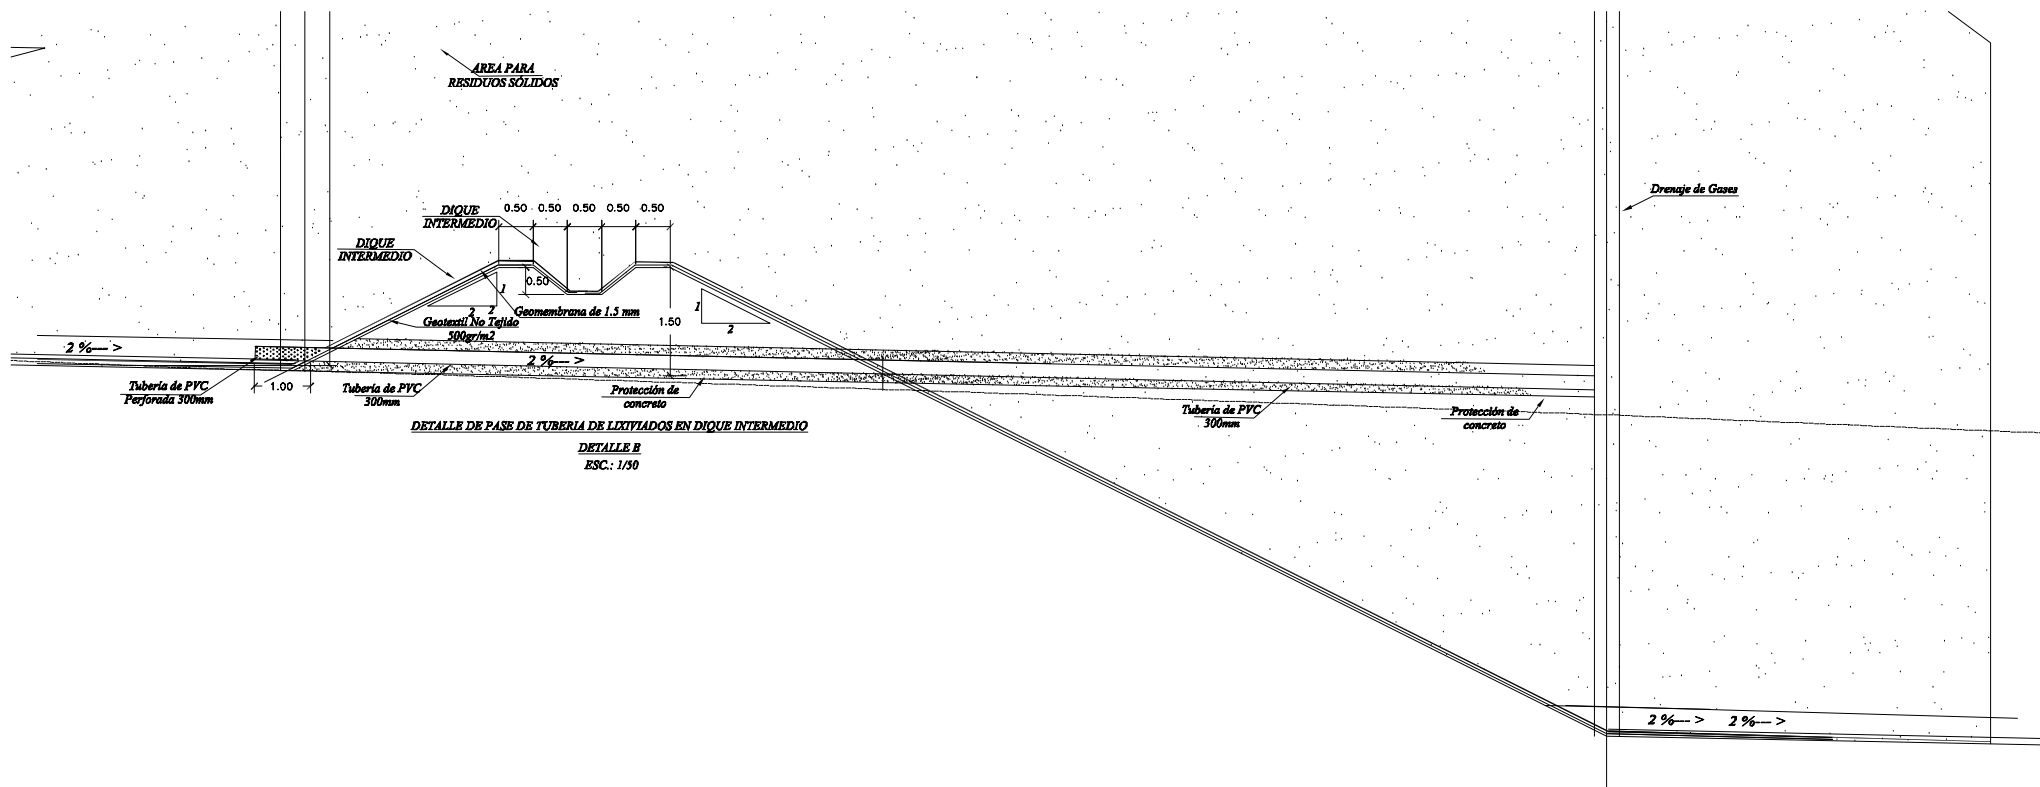 AREA PARA
RESIDUOS SÓLIDOS
Drenaje de Gases
DIQUE
INTERMEDIO
0.50 0.50 0.50 0.50 0.50
DIQUE
INTERMEDIO
0.50
1
2 2
Geomembrana de 1.5 mm
Geotextil No Tejido
500gr/m2
1.50
1
2
2 %---- >
2 %---- >
Tubería de PVC
Perforada 300mm
1.00
Tubería de PVC
300mm
Protección de
concreto
Tubería de PVC
300mm
Protección de
concreto
DETALLE DE PASE DE TUBERIA DE LIXIVIADOS EN DIQUE INTERMEDIO
DETALLE B
ESC.: 1/50
2 %---- > 2 %---- >